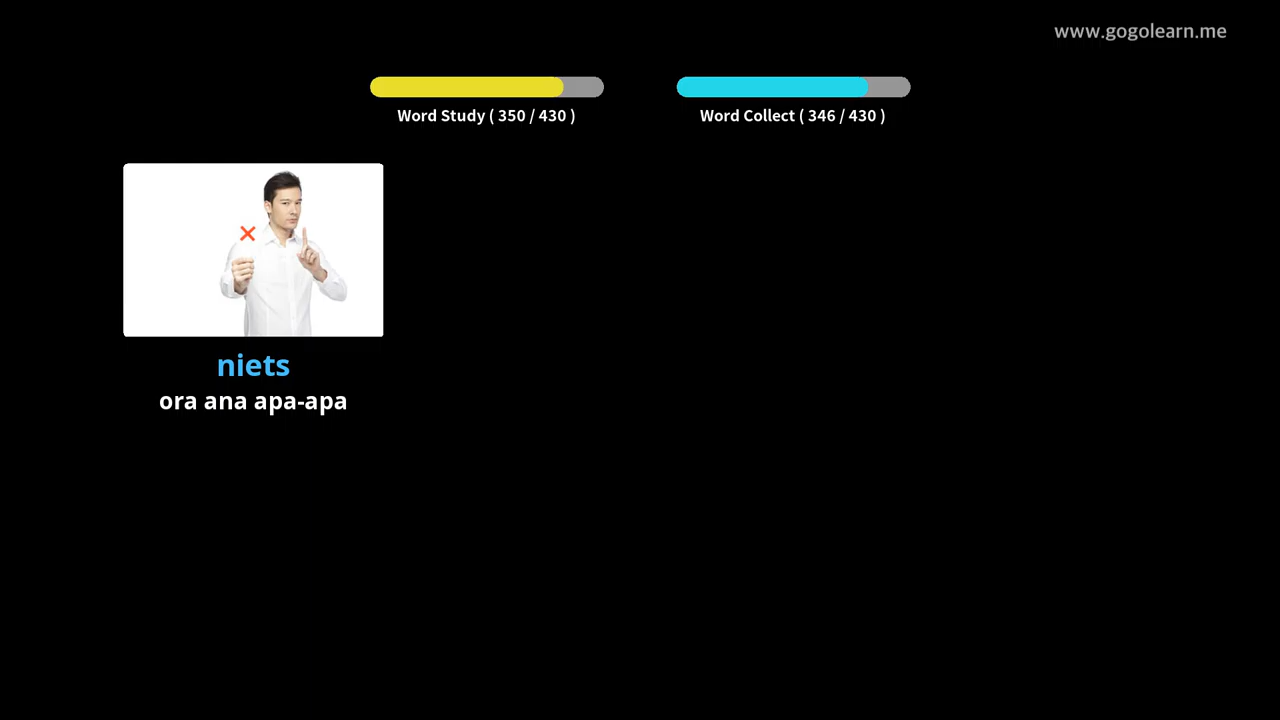 www.gogolearn.me
Word Study ( 350 / 430 )
Word Collect ( 346 / 430 )
niets
ora ana apa-apa